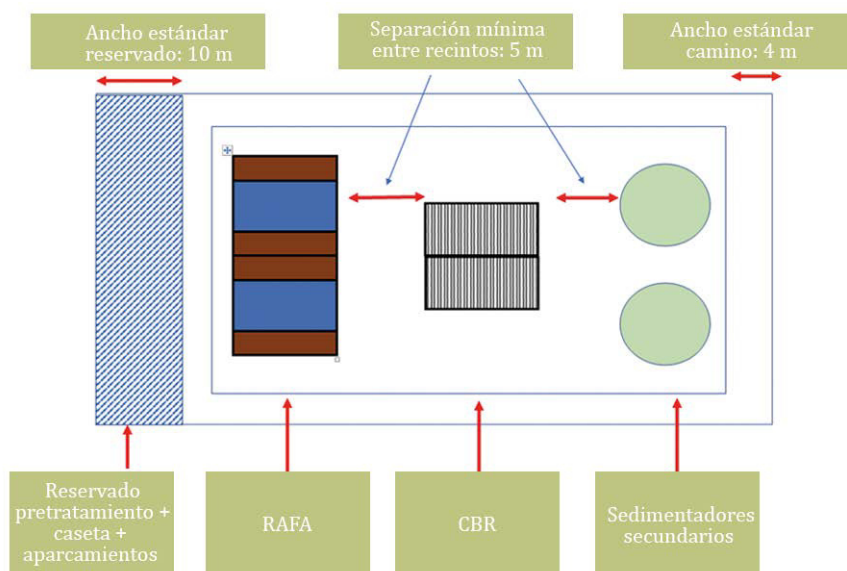 Ancho estándar
reservado: 10 m
Separación mínima
entre recintos: 5 m
Ancho estándar
camino: 4 m
Reservado
pretratamiento +
caseta +
aparcamientos
RAFA
CBR
Sedimentadores
secundarios